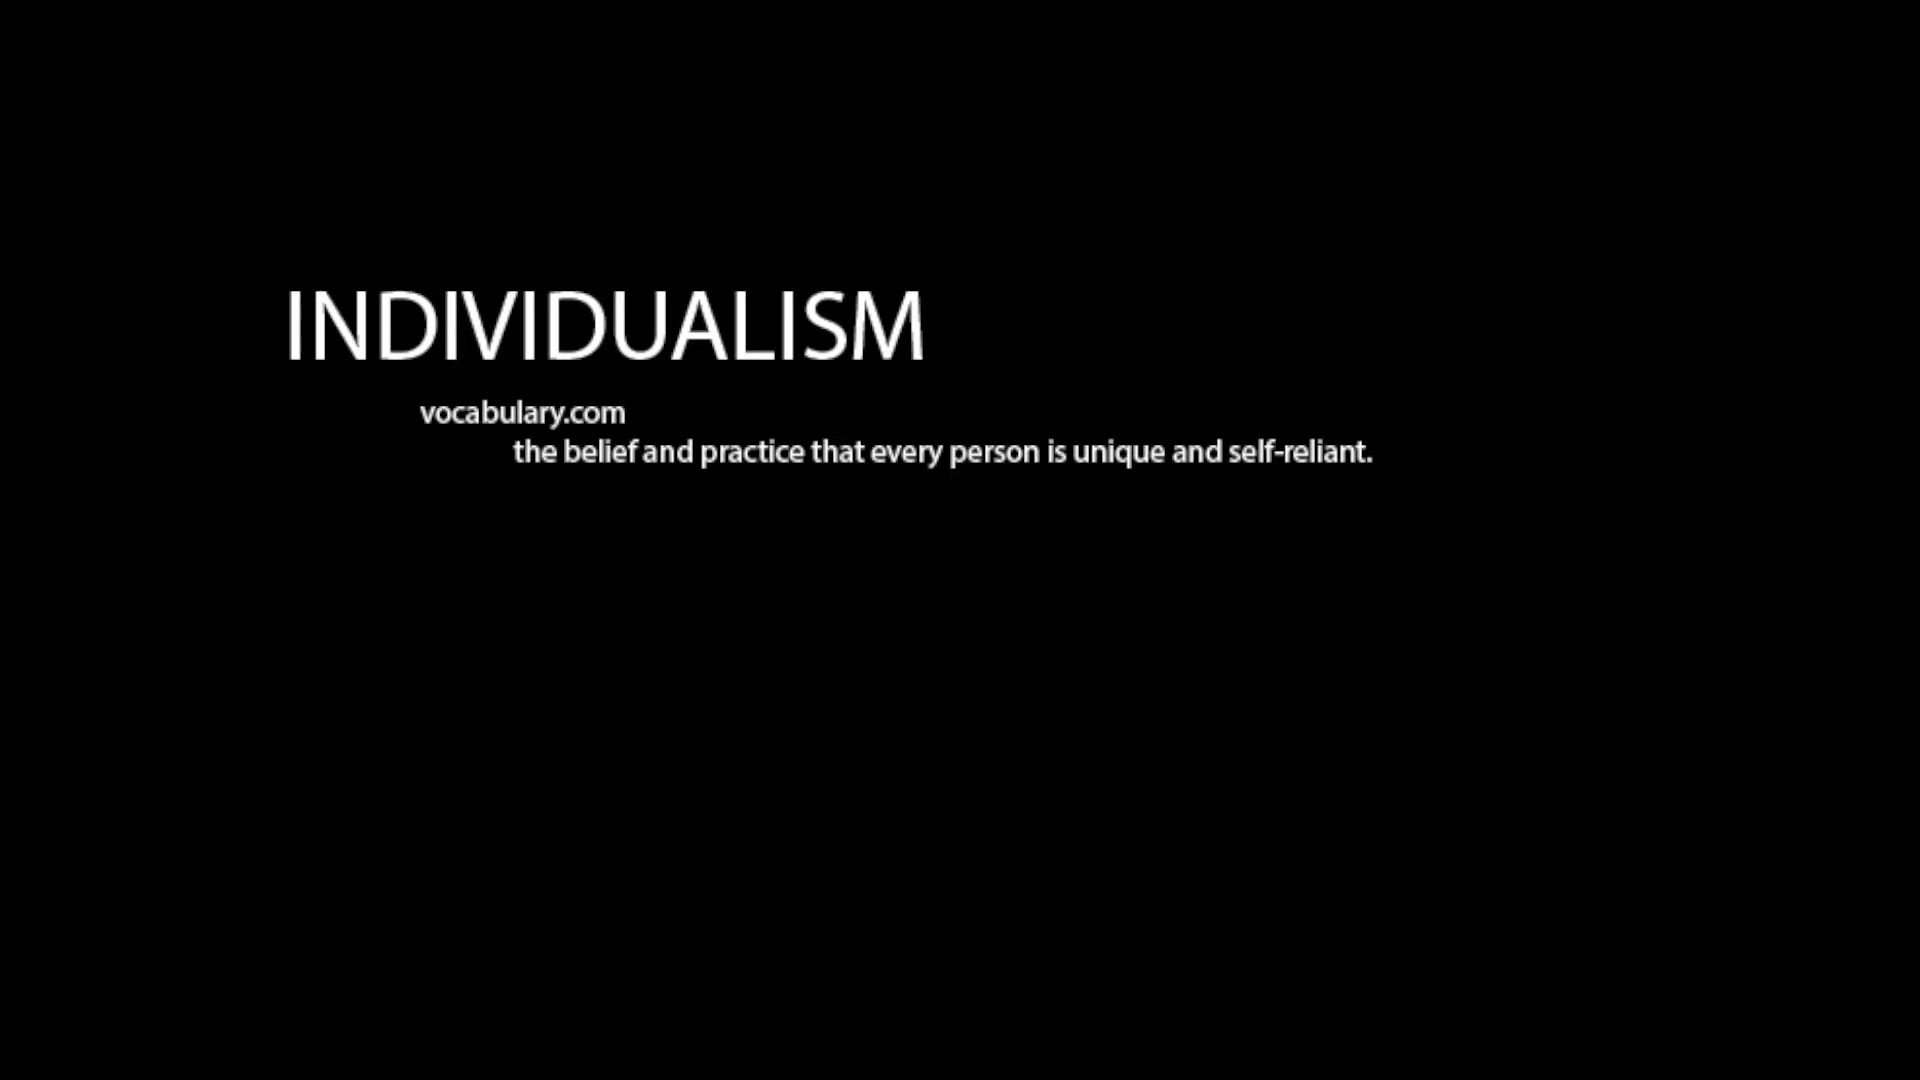 INDIVIDUALISM
vocabulary.com
the belief and practice that every person is unique and self-reliant.